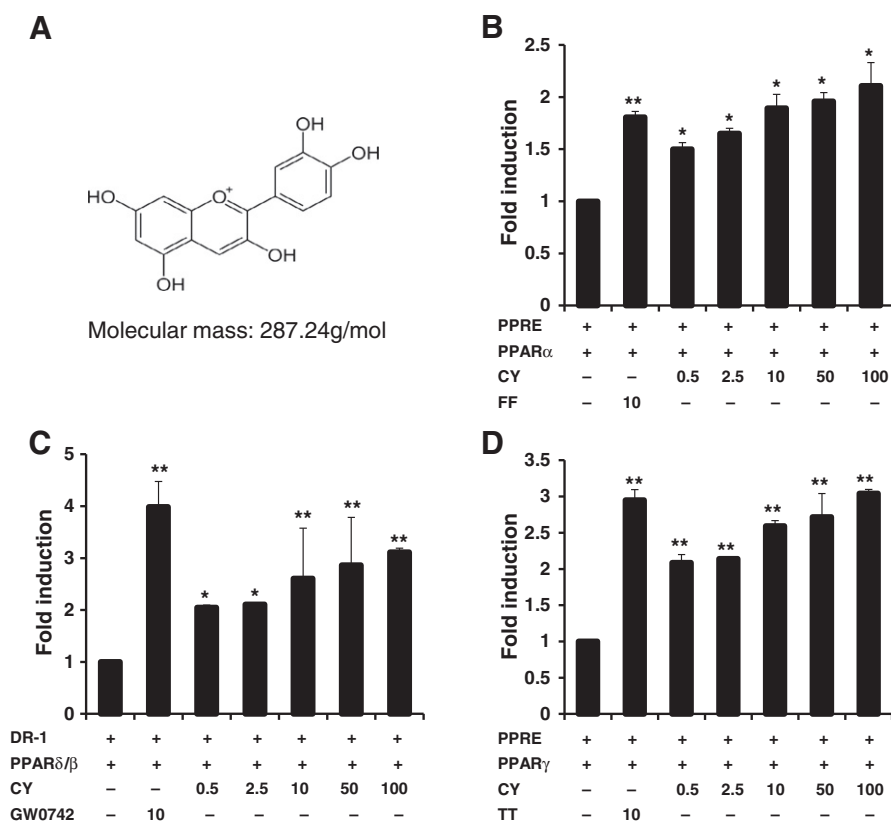 A
OH
OH
HO
O+
OH
OH
Molecular mass: 287.24g/mol
B
Fold induction
2.5
2
1.5
1
0.5
0
** * * * * *
PPRE + + + + + + +
PPARα + + + + + + +
CY – – 0.5 2.5 10 50 100
FF – 10 – – – – –
C
Fold induction
5
4
3
2
1
0
** * * ** ** **
DR-1 + + + + + + +
PPARδ/β + + + + + + +
CY – – 0.5 2.5 10 50 100
GW0742 – 10 – – – – –
D
Fold induction
3.5
3
2.5
2
1
0.5
0
** ** ** ** ** **
PPRE + + + + + + +
PPARγ + + + + + + +
CY – – 0.5 2.5 10 50 100
TT – 10 – – – – –